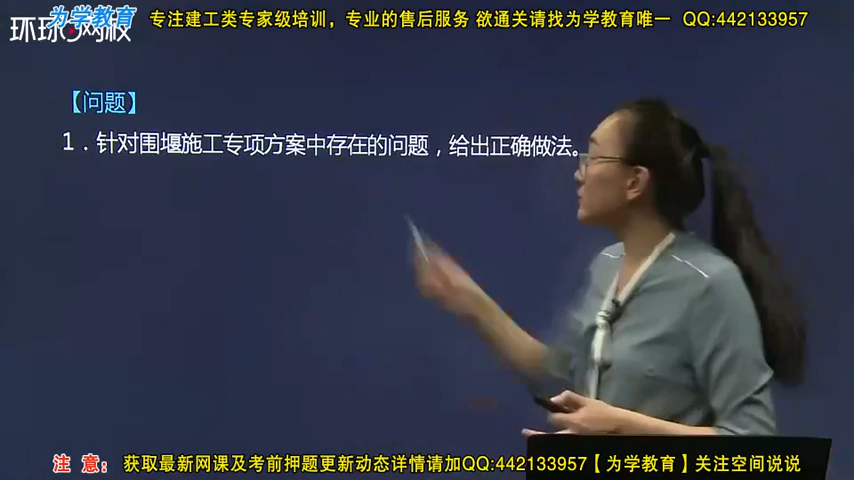 专注建工类专家级培训，专业的售后服务 欲通关请找为学教育唯一 QQ:442133957
为学教育
环球网校
【问题】
1．针对围堰施工专项方案中存在的问题，给出正确做法。
注 意： 获取最新网课及考前押题更新动态详情请加QQ:442133957【为学教育】关注空间说说